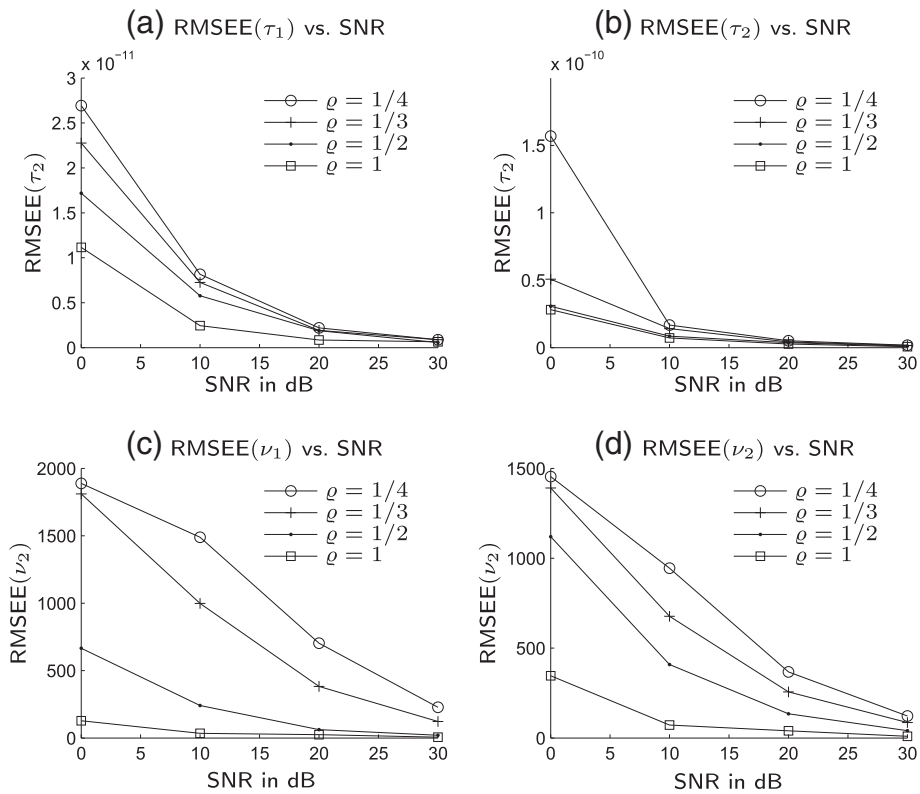 (a) RMSEE(τ₁) vs. SNR
x 10⁻¹¹
3
2.5
2
1.5
1
0.5
0
RMSEE(τ₂)
ϱ = 1/4
ϱ = 1/3
ϱ = 1/2
ϱ = 1
0 5 10 15 20 25 30
SNR in dB
(b) RMSEE(τ₂) vs. SNR
x 10⁻¹⁰
1.5
1
0.5
0
RMSEE(τ₂)
ϱ = 1/4
ϱ = 1/3
ϱ = 1/2
ϱ = 1
0 5 10 15 20 25 30
SNR in dB
(c) RMSEE(ν₁) vs. SNR
2000
1500
1000
500
0
RMSEE(ν₂)
ϱ = 1/4
ϱ = 1/3
ϱ = 1/2
ϱ = 1
0 5 10 15 20 25 30
SNR in dB
(d) RMSEE(ν₂) vs. SNR
1500
1000
500
0
RMSEE(ν₂)
ϱ = 1/4
ϱ = 1/3
ϱ = 1/2
ϱ = 1
0 5 10 15 20 25 30
SNR in dB